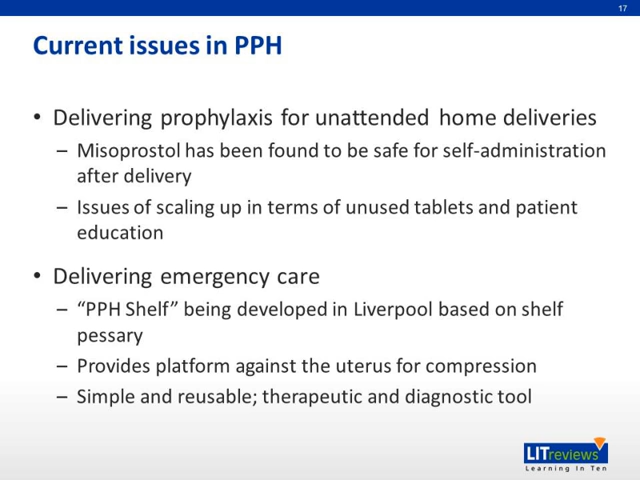 17
Current issues in PPH
• Delivering prophylaxis for unattended home deliveries
– Misoprostol has been found to be safe for self-administration
after delivery
– Issues of scaling up in terms of unused tablets and patient
education
• Delivering emergency care
– “PPH Shelf” being developed in Liverpool based on shelf
pessary
– Provides platform against the uterus for compression
– Simple and reusable; therapeutic and diagnostic tool
LITreviews
Learning In Ten